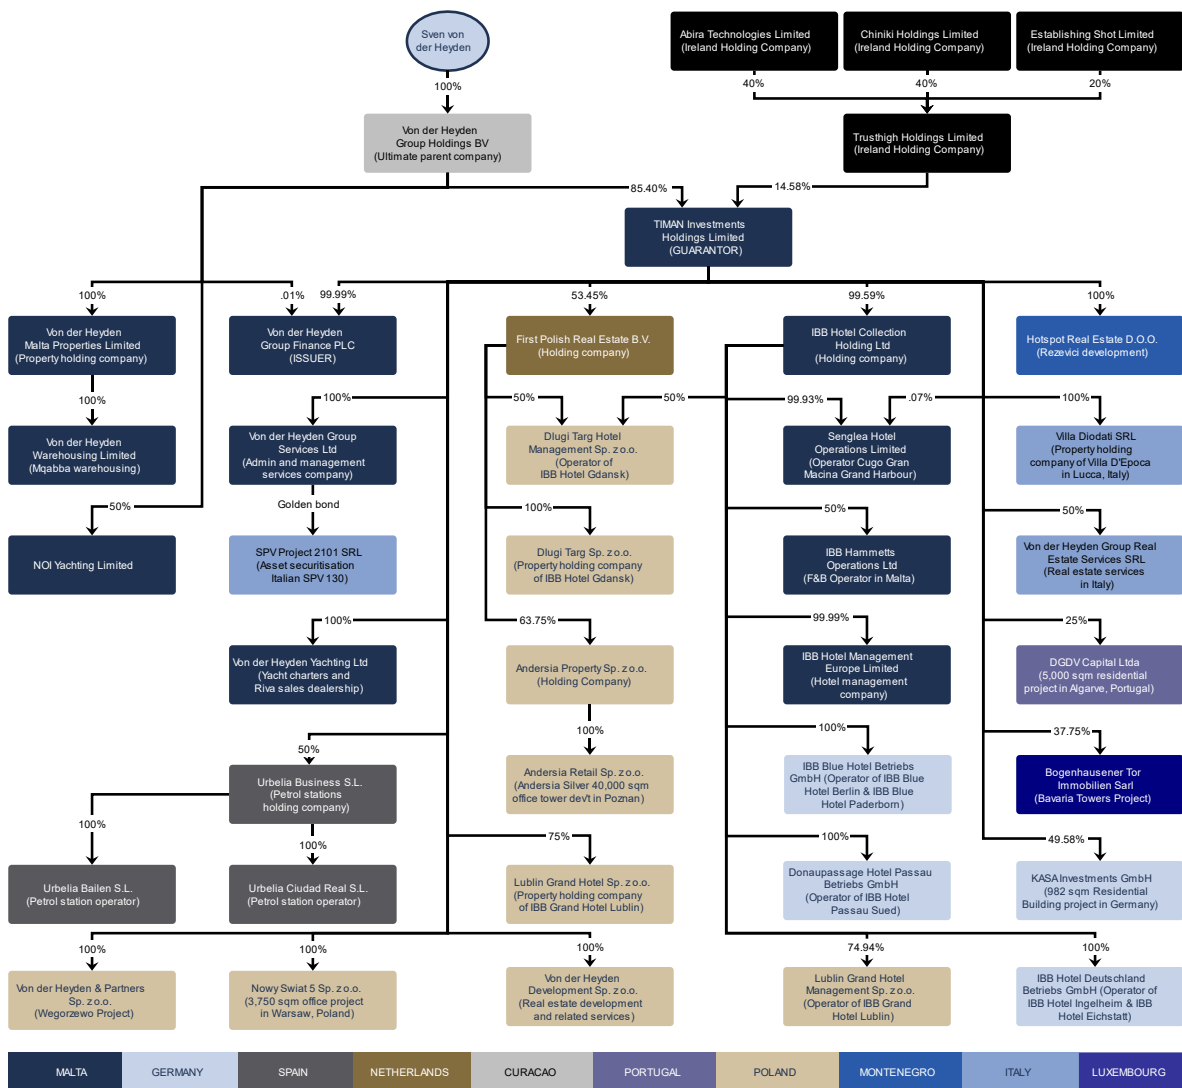 Sven von
der Heyden
Abira Technologies Limited
(Ireland Holding Company)
Chiniki Holdings Limited
(Ireland Holding Company)
Establishing Shot Limited
(Ireland Holding Company)
100%
40%
40%
20%
Von der Heyden
Group Holdings BV
(Ultimate parent company)
Trusthigh Holdings Limited
(Ireland Holding Company)
85.40%
14.58%
TIMAN Investments
Holdings Limited
(GUARANTOR)
100%
.01%
99.99%
53.45%
99.59%
100%
Von der Heyden
Malta Properties Limited
(Property holding company)
Von der Heyden
Group Finance PLC
(ISSUER)
First Polish Real Estate B.V.
(Holding company)
IBB Hotel Collection
Holding Ltd
(Holding company)
Hotspot Real Estate D.O.O.
(Rezevici development)
100%
100%
50%
50%
99.93%
.07%
100%
Von der Heyden
Warehousing Limited
(Mqabba warehousing)
Von der Heyden Group
Services Ltd
(Admin and management
services company)
Dlugi Targ Hotel
Management Sp. z o.o.
(Operator of
IBB Hotel Gdansk)
Senglea Hotel
Operations Limited
(Operator Cugo Gran
Macina Grand Harbour)
Villa Diodati SRL
(Property holding
company of Villa D'Epoca
in Lucca, Italy)
50%
Golden bond
100%
50%
50%
NOI Yachting Limited
SPV Project 2101 SRL
(Asset securitisation
Italian SPV 130)
Dlugi Targ Sp. z o.o.
(Property holding company
of IBB Hotel Gdansk)
IBB Hammetts
Operations Ltd
(F&B Operator in Malta)
Von der Heyden Group Real
Estate Services SRL
(Real estate services
in Italy)
100%
63.75%
99.99%
25%
Von der Heyden Yachting Ltd
(Yacht charters and
Riva sales dealership)
Andersia Property Sp. z o.o.
(Holding Company)
IBB Hotel Management
Europe Limited
(Hotel management
company)
DGDV Capital Ltda
(5,000 sqm residential
project in Algarve, Portugal)
50%
100%
100%
37.75%
Urbelia Business S.L.
(Petrol stations
holding company)
Andersia Retail Sp. z o.o.
(Andersia Silver 40,000 sqm
office tower dev't in Poznan)
IBB Blue Hotel Betriebs
GmbH (Operator of IBB Blue
Hotel Berlin & IBB Blue
Hotel Paderborn)
Bogenhausener Tor
Immobilien Sarl
(Bavaria Towers Project)
100%
100%
75%
100%
49.58%
Urbelia Bailen S.L.
(Petrol station operator)
Urbelia Ciudad Real S.L.
(Petrol station operator)
Lublin Grand Hotel Sp. z o.o.
(Property holding company
of IBB Grand Hotel Lublin)
Donaupassage Hotel Passau
Betriebs GmbH
(Operator of IBB Hotel
Passau Sued)
KASA Investments GmbH
(982 sqm Residential
Building project in Germany)
100%
100%
100%
74.94%
100%
Von der Heyden & Partners
Sp. z o.o.
(Wegorzewo Project)
Nowy Swiat 5 Sp. z o.o.
(3,750 sqm office project
in Warsaw, Poland)
Von der Heyden
Development Sp. z o.o.
(Real estate development
and related services)
Lublin Grand Hotel
Management Sp. z o.o.
(Operator of IBB Grand
Hotel Lublin)
IBB Hotel Deutschland
Betriebs GmbH (Operator of
IBB Hotel Ingelheim & IBB
Hotel Eichstatt)
MALTA
GERMANY
SPAIN
NETHERLANDS
CURACAO
PORTUGAL
POLAND
MONTENEGRO
ITALY
LUXEMBOURG